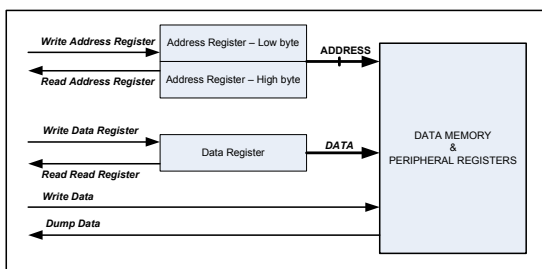 Write Address Register
Address Register – Low byte
ADDRESS
Read Address Register
Address Register – High byte
Write Data Register
Data Register
DATA
Read Read Register
DATA MEMORY
&
PERIPHERAL REGISTERS
Write Data
Dump Data